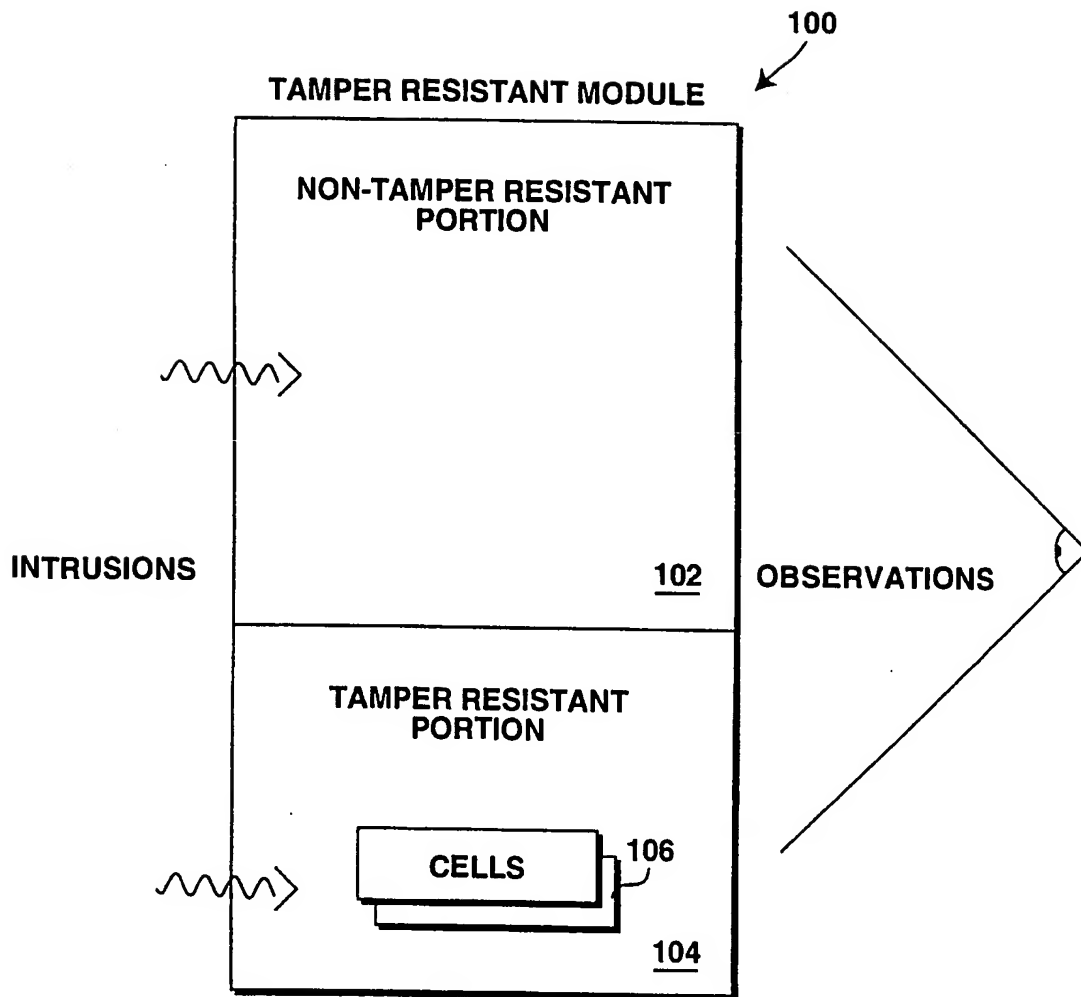 100
TAMPER RESISTANT MODULE
NON-TAMPER RESISTANT
PORTION
INTRUSIONS
102
OBSERVATIONS
TAMPER RESISTANT
PORTION
CELLS
106
104